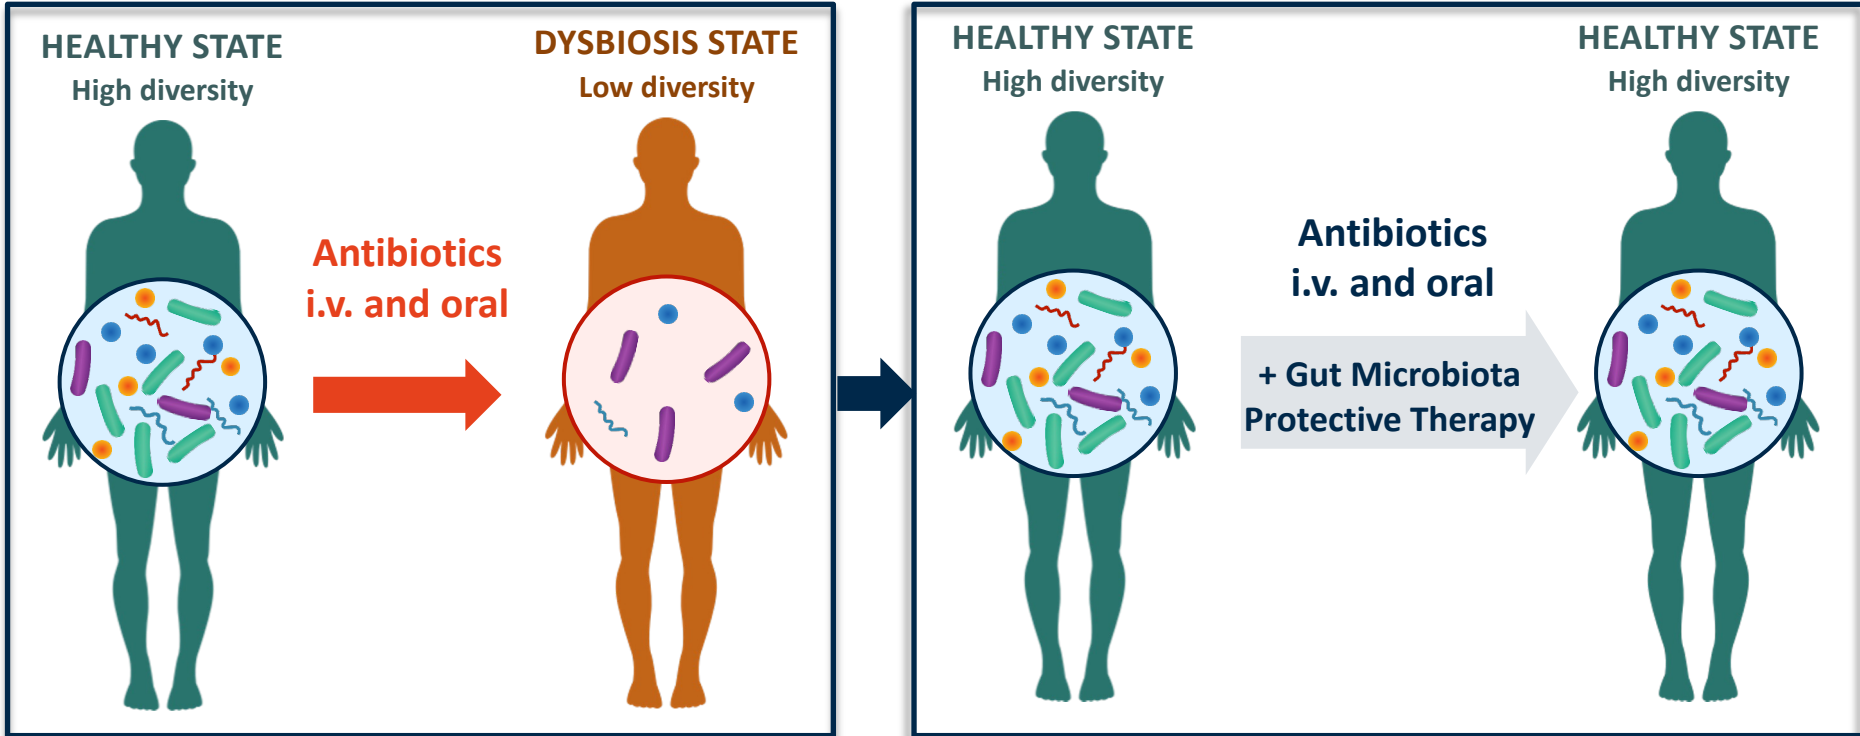 HEALTHY STATE
High diversity
Antibiotics
i.v. and oral
DYSBIOSIS STATE
Low diversity
HEALTHY STATE
High diversity
Antibiotics
i.v. and oral
+ Gut Microbiota
Protective Therapy
HEALTHY STATE
High diversity